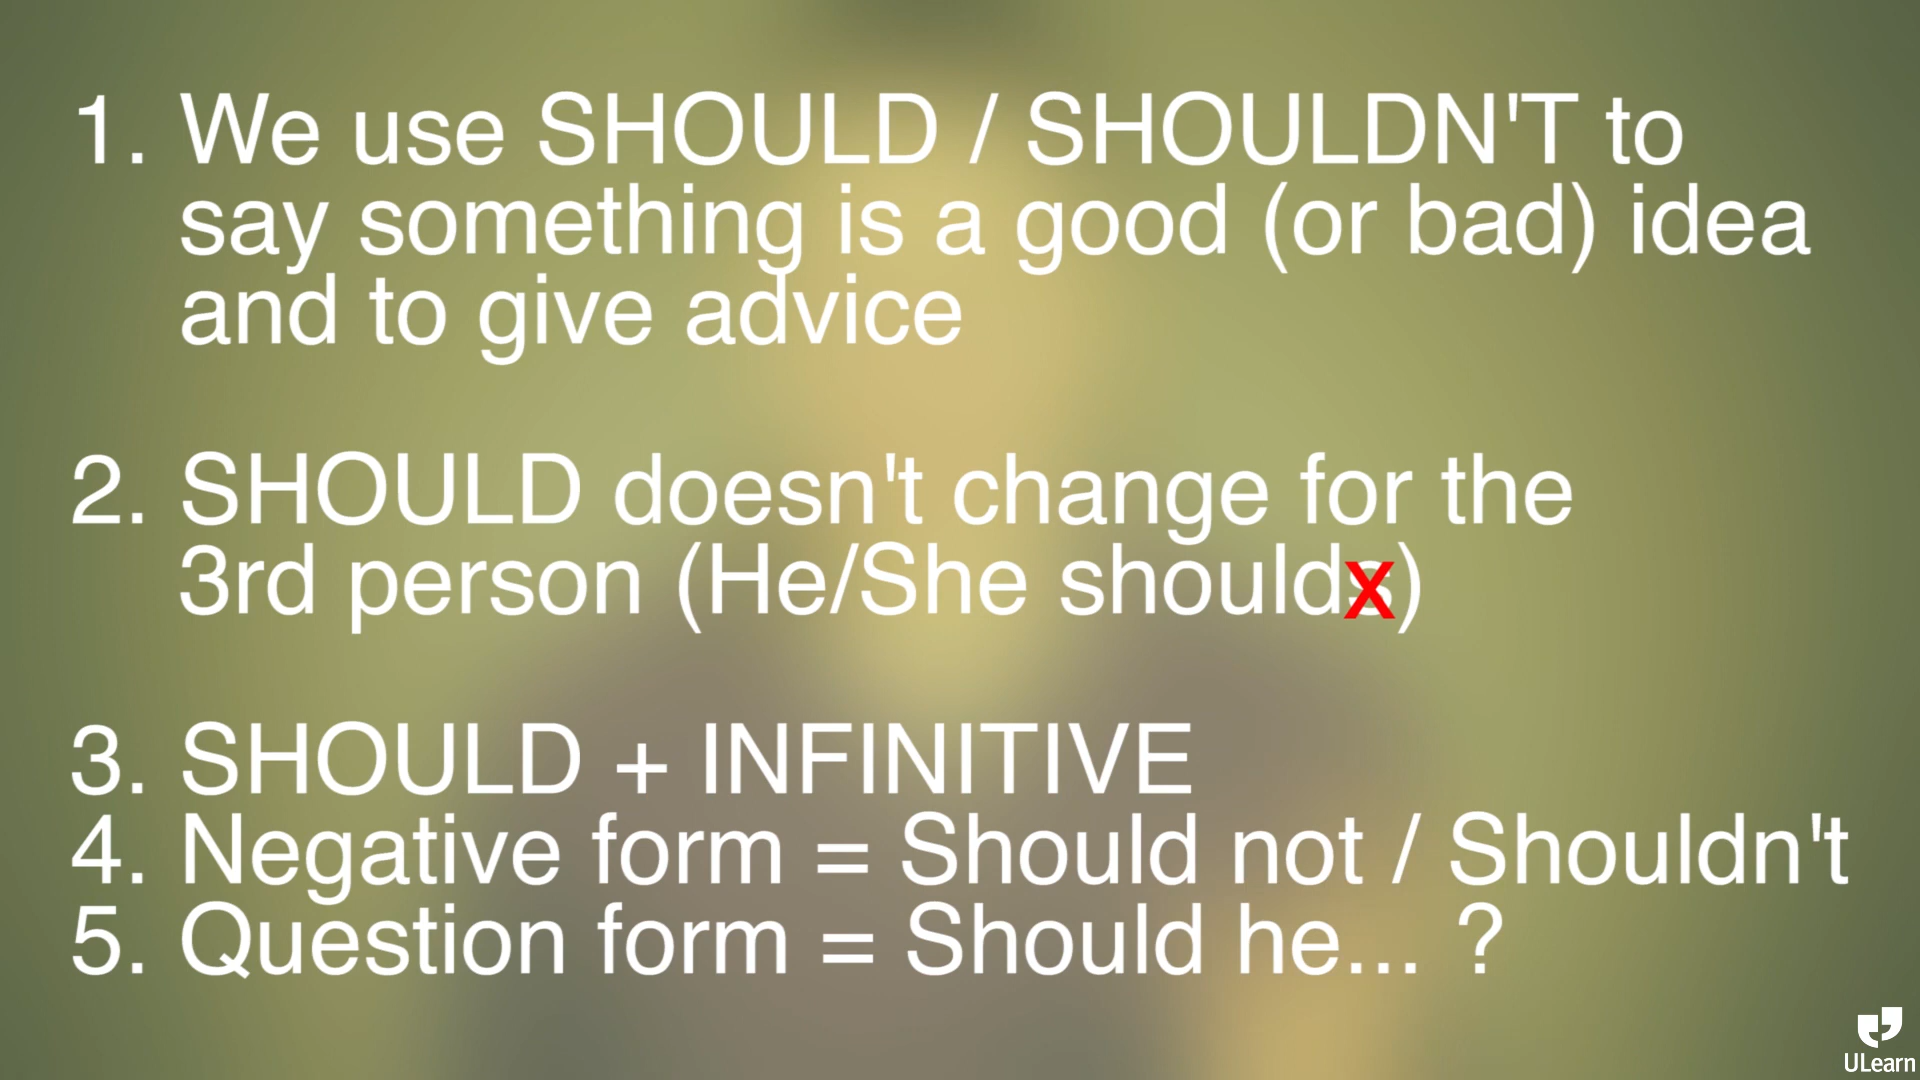 1. We use SHOULD / SHOULDN'T to
say something is a good (or bad) idea
and to give advice
2. SHOULD doesn't change for the
3rd person (He/She shoulds)
3. SHOULD + INFINITIVE
4. Negative form = Should not / Shouldn't
5. Question form = Should he... ?
ULearn